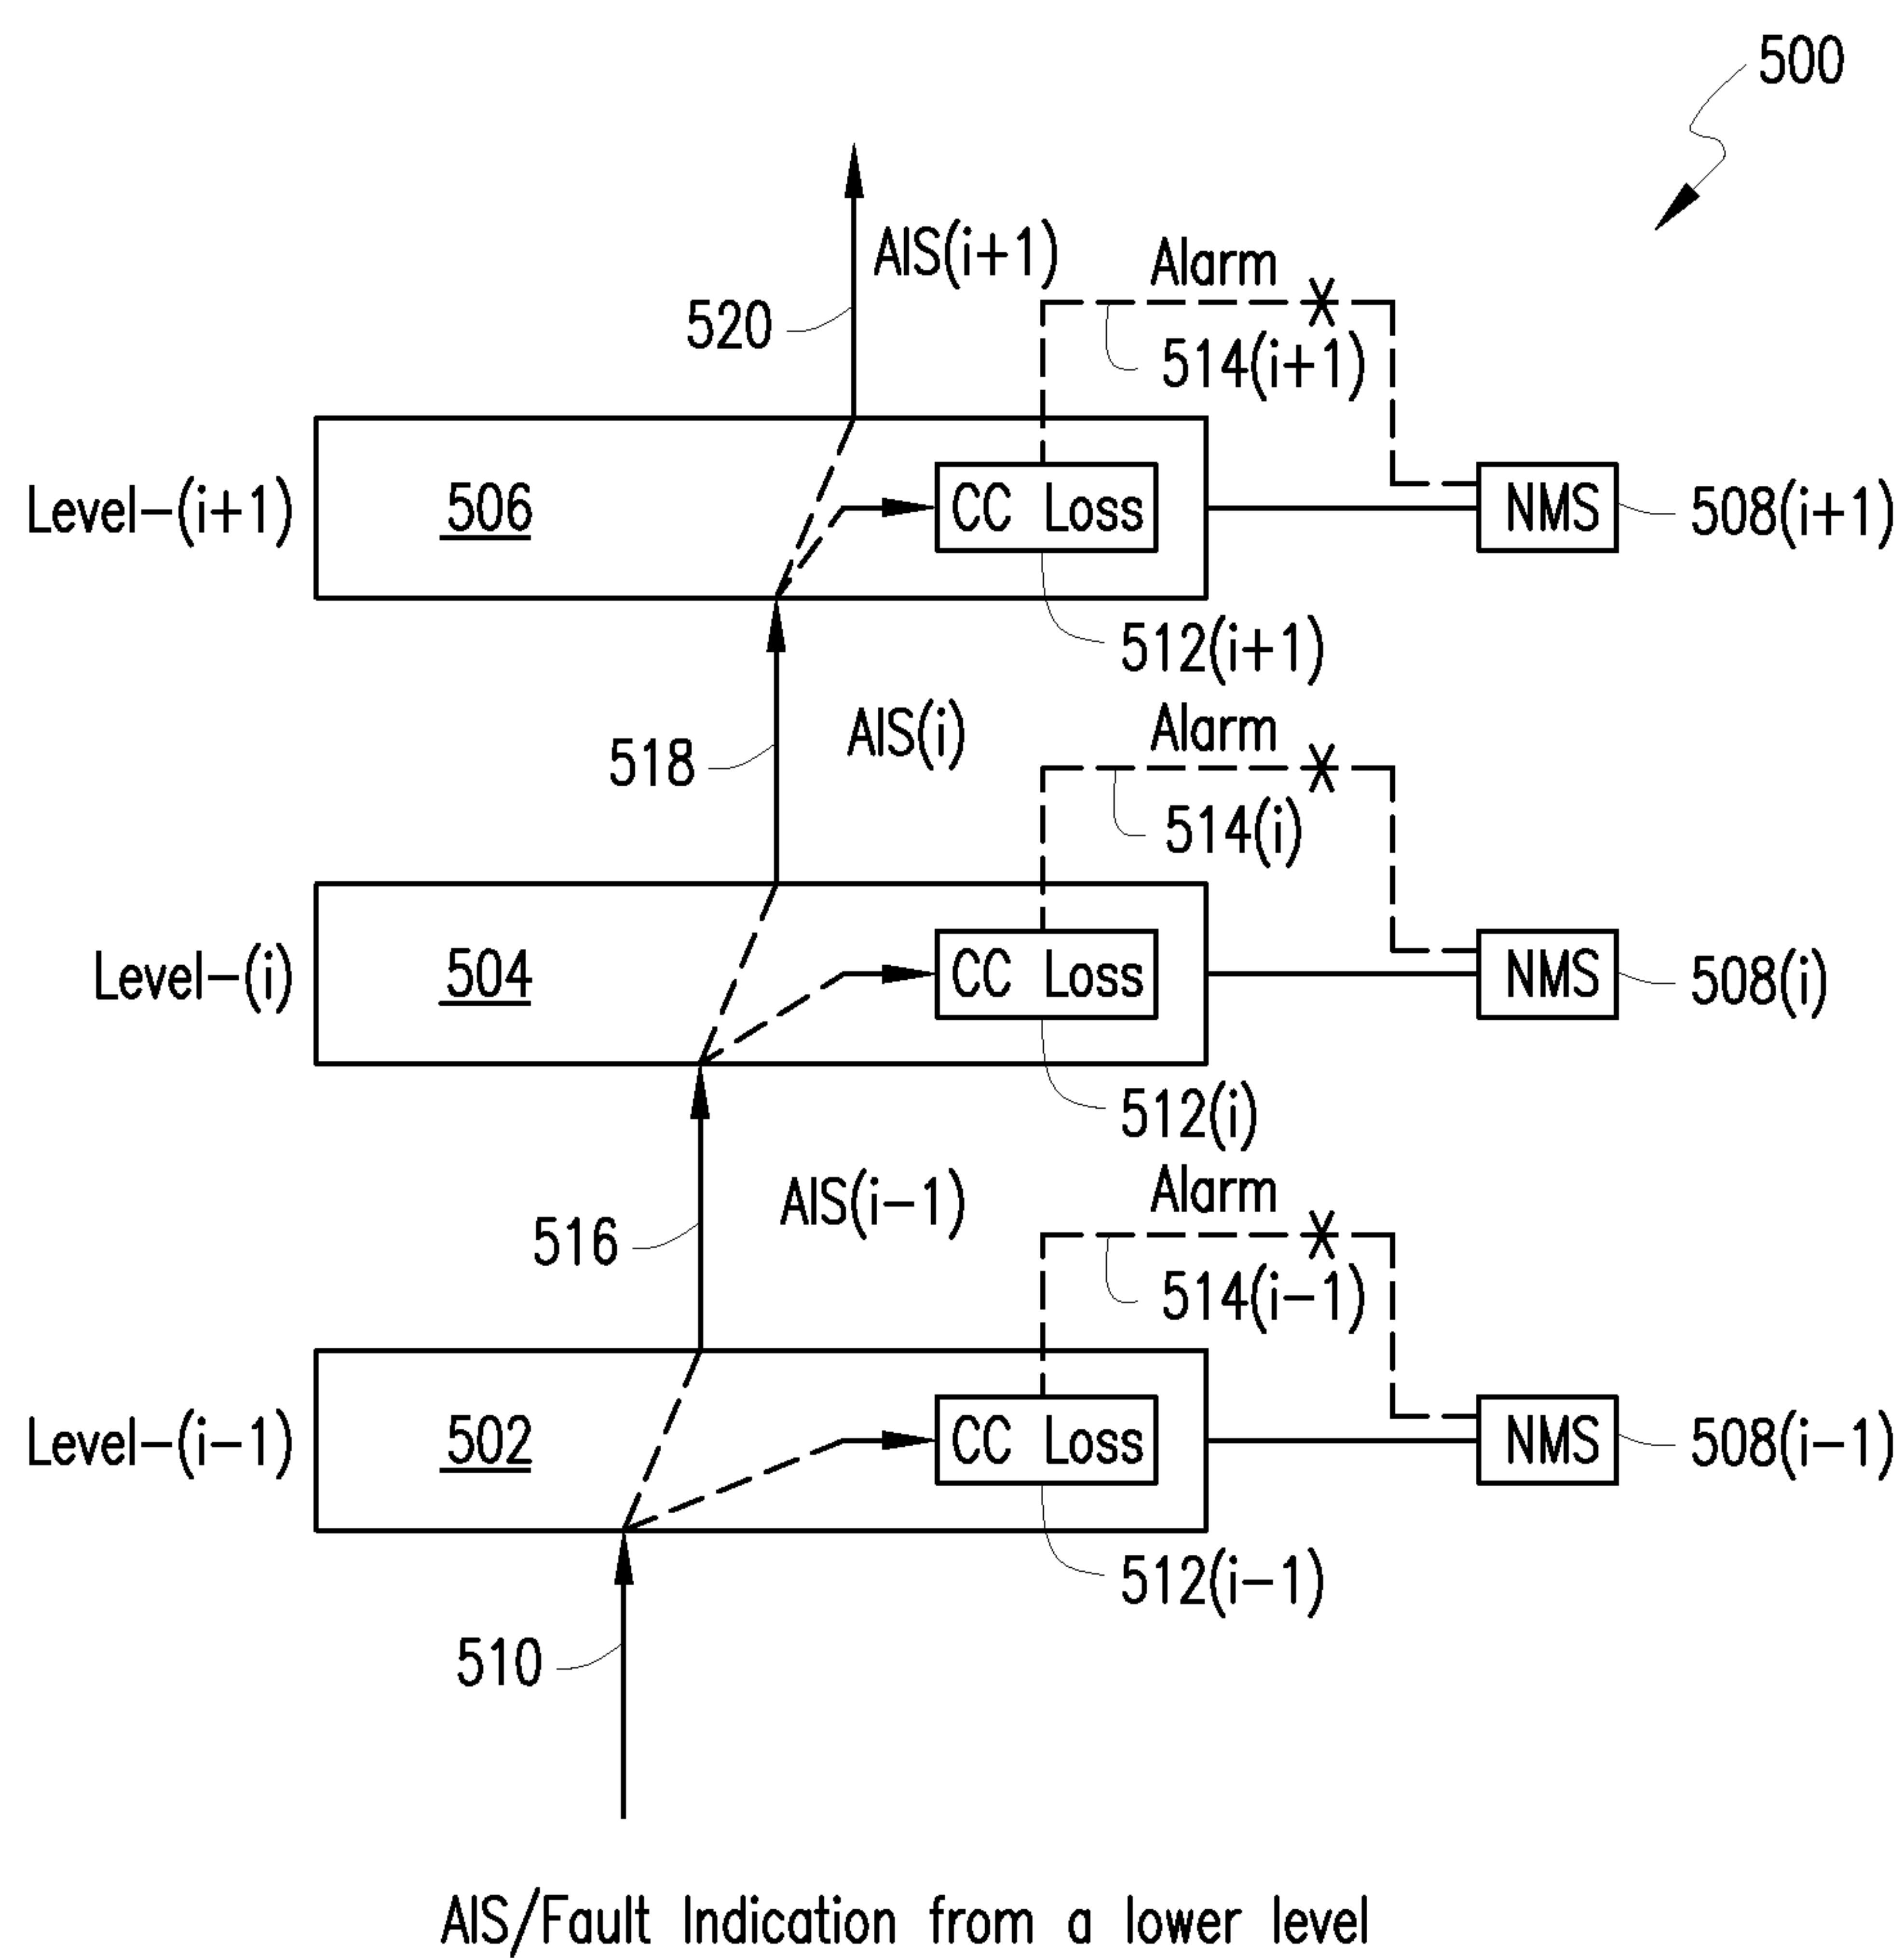 500
AIS(i+1)
Alarm
520
514(i+1)
Level-(i+1)
506
CC Loss
NMS
508(i+1)
512(i+1)
AIS(i)
Alarm
518
514(i)
Level-(i)
504
CC Loss
NMS
508(i)
512(i)
AIS(i-1)
Alarm
516
514(i-1)
Level-(i-1)
502
CC Loss
NMS
508(i-1)
512(i-1)
510
AIS/Fault Indication from a lower level